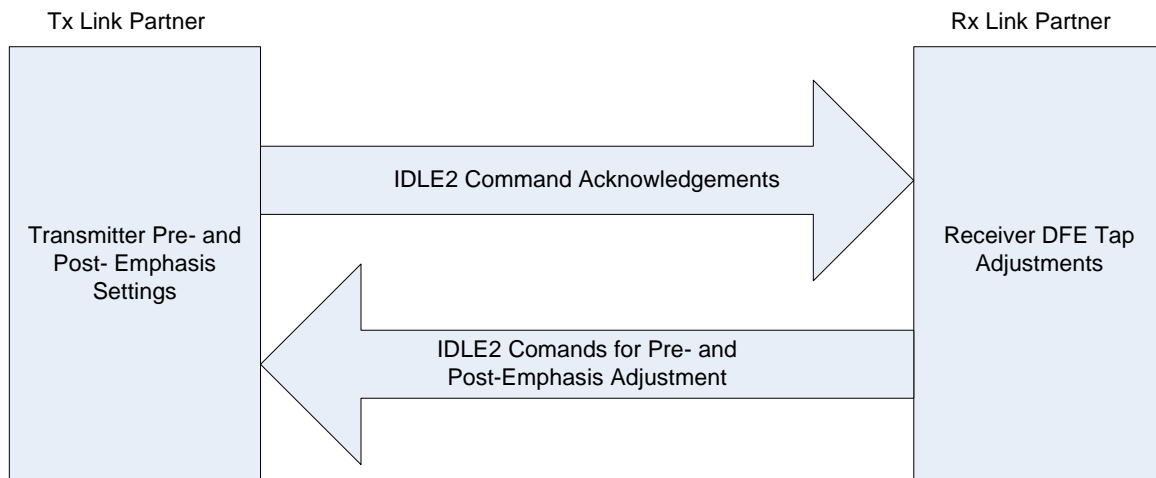 Tx Link Partner
Rx Link Partner
IDLE2 Command Acknowledgements
Transmitter Pre- and
Post- Emphasis
Settings
Receiver DFE Tap
Adjustments
IDLE2 Comands for Pre- and
Post-Emphasis Adjustment